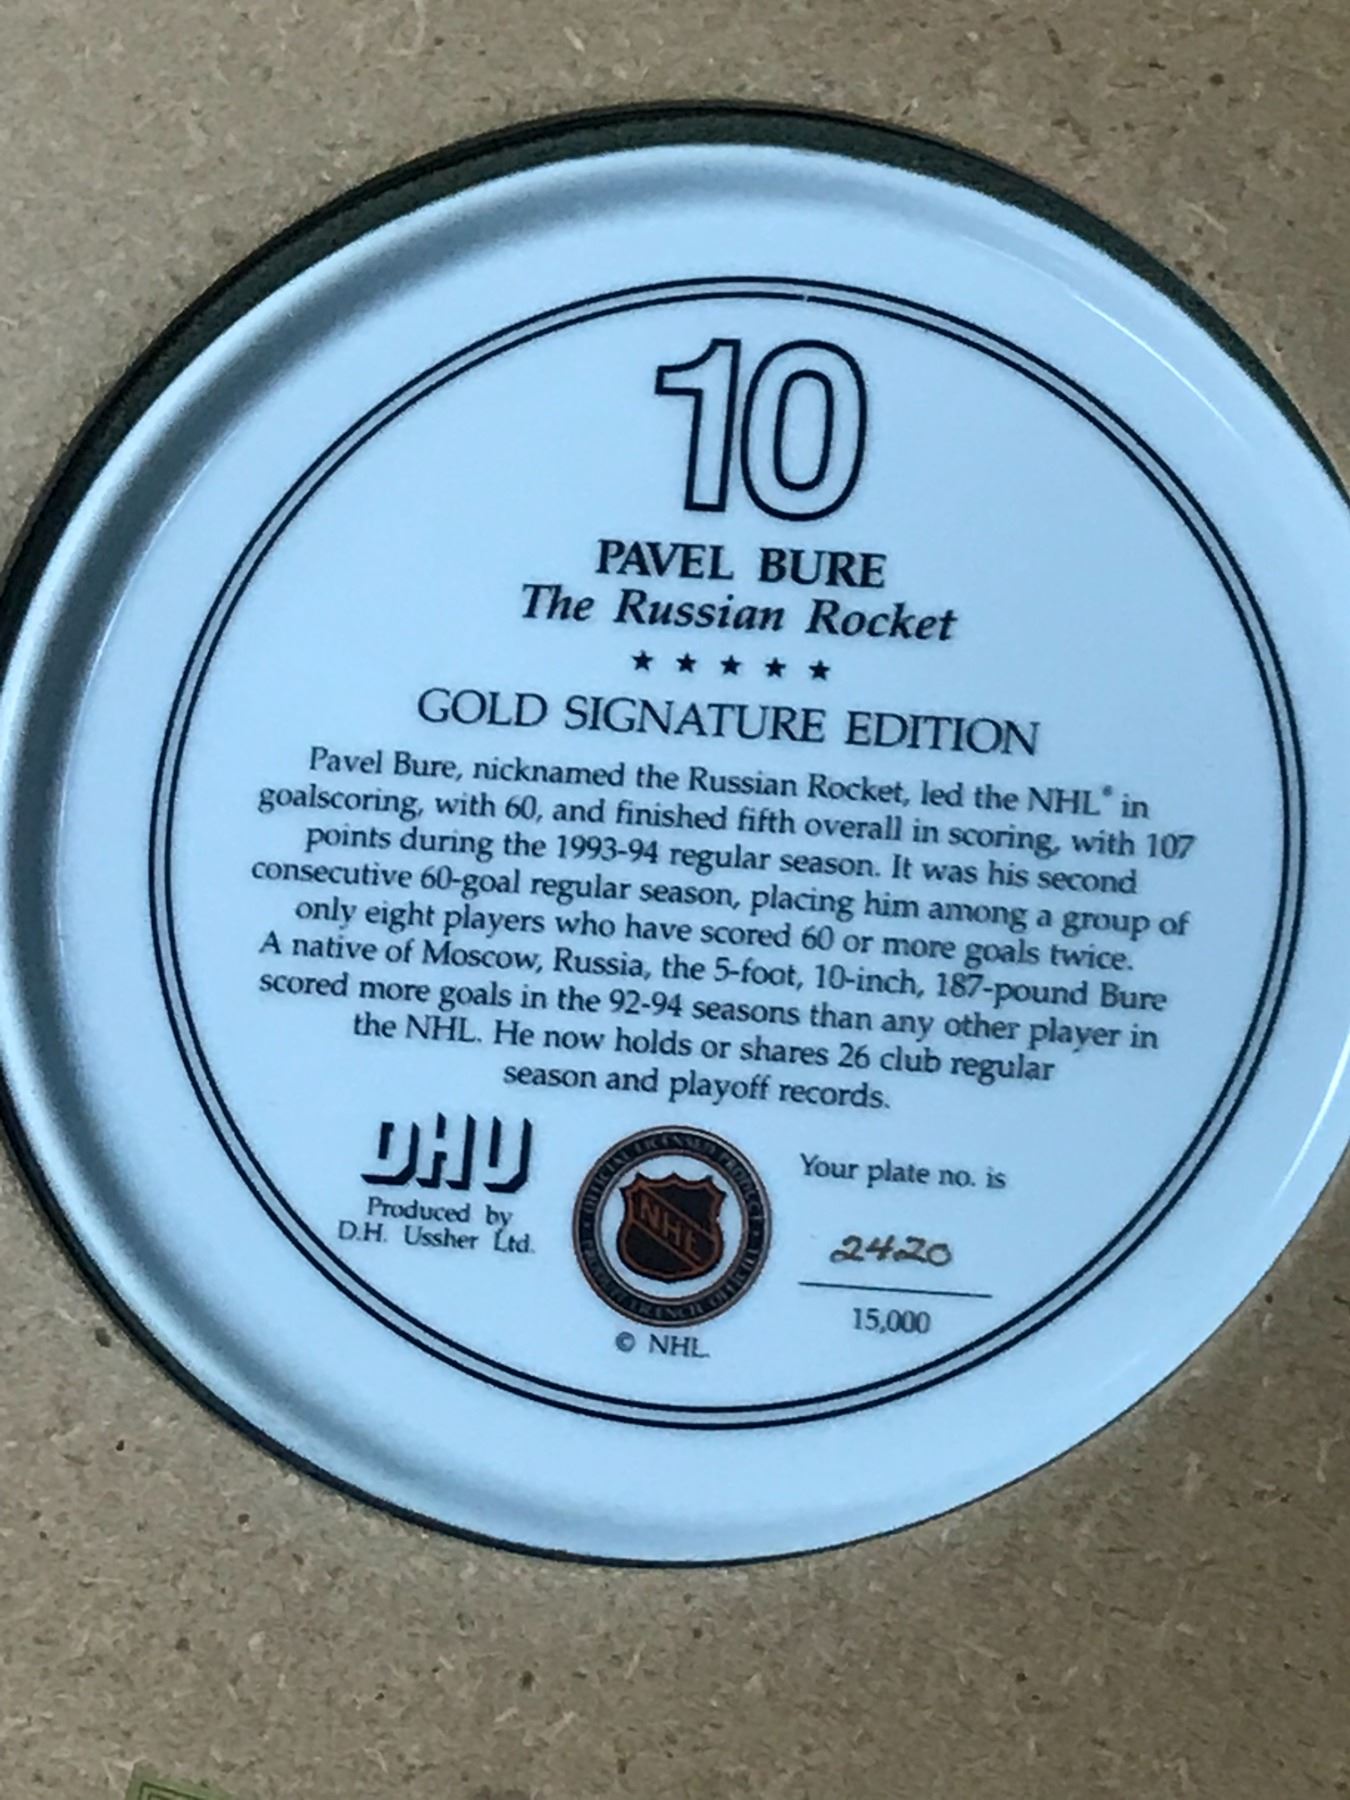 10
PAVEL BURE
The Russian Rocket
★ ★ ★ ★ ★
GOLD SIGNATURE EDITION
Pavel Bure, nicknamed the Russian Rocket, led the NHL® in
goalscoring, with 60, and finished fifth overall in scoring, with 107
points during the 1993-94 regular season. It was his second
consecutive 60-goal regular season, placing him among a group of
only eight players who have scored 60 or more goals twice.
A native of Moscow, Russia, the 5-foot, 10-inch, 187-pound Bure
scored more goals in the 92-94 seasons than any other player in
the NHL. He now holds or shares 26 club regular
season and playoff records.
DHU
Produced by
D.H. Ussher Ltd.
OFFICIAL LICENSED PRODUCT
NHL
© NHL
Your plate no. is
2420
15,000